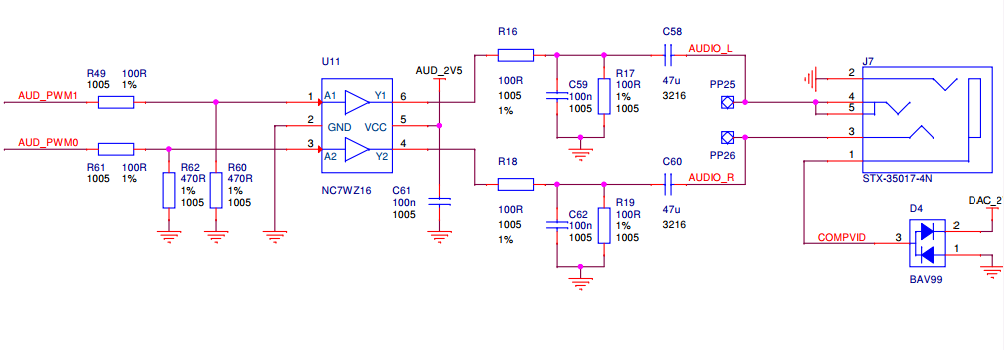 R16
C58
AUDIO_L
U11
AUD_2V5
J7
R49 100R
1005 1%
AUD_PWM1
100R
1005
1%
C59
100n
1005
R17
100R
1%
1005
47u
3216
PP25
2
4
5
3
1
STX-35017-4N
1 A1 Y1 6
2 GND VCC 5
3 A2 Y2 4
NC7WZ16
AUD_PWM0
R61 100R
1005 1%
R62
470R
1%
1005
R60
470R
1%
1005
C61
100n
1005
PP26
R18
C60
AUDIO_R
100R
1005
1%
C62
100n
1005
R19
100R
1%
1005
47u
3216
D4
DAC_2
COMPVID
3
2
1
BAV99